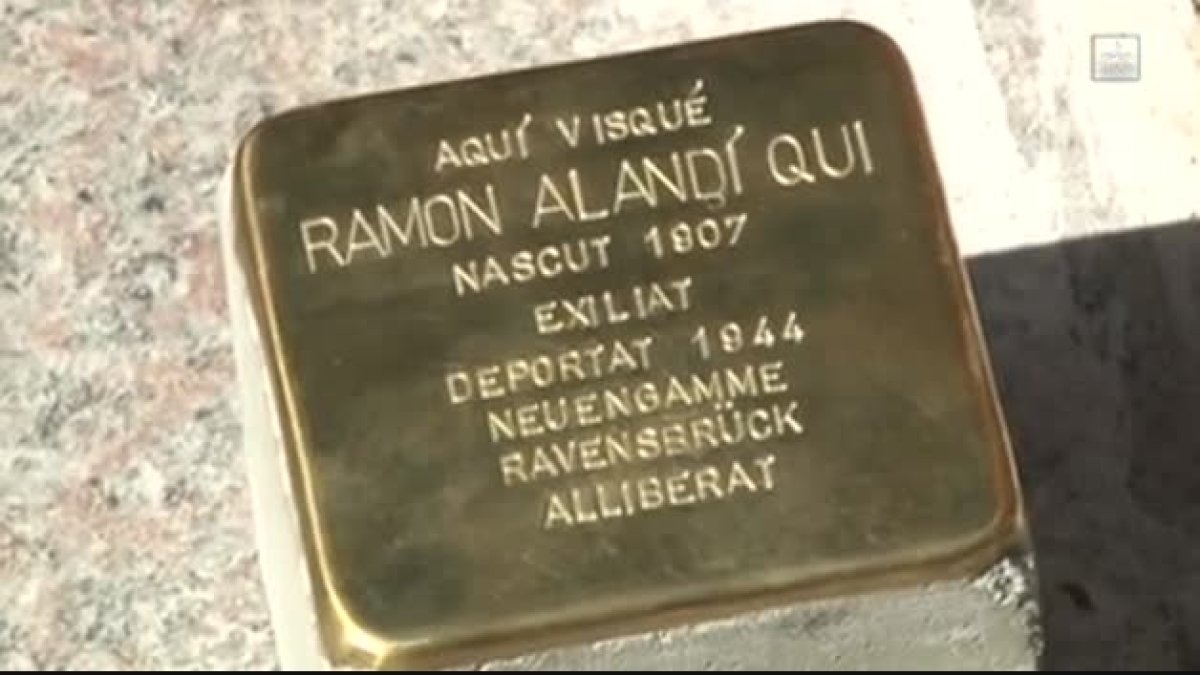 AQUÍ VISQUÉ
RAMON ALANDÍ QUI
NASCUT 1907
EXILIAT
DEPORTAT 1944
NEUENGAMME
RAVENSBRÜCK
ALLIBERAT